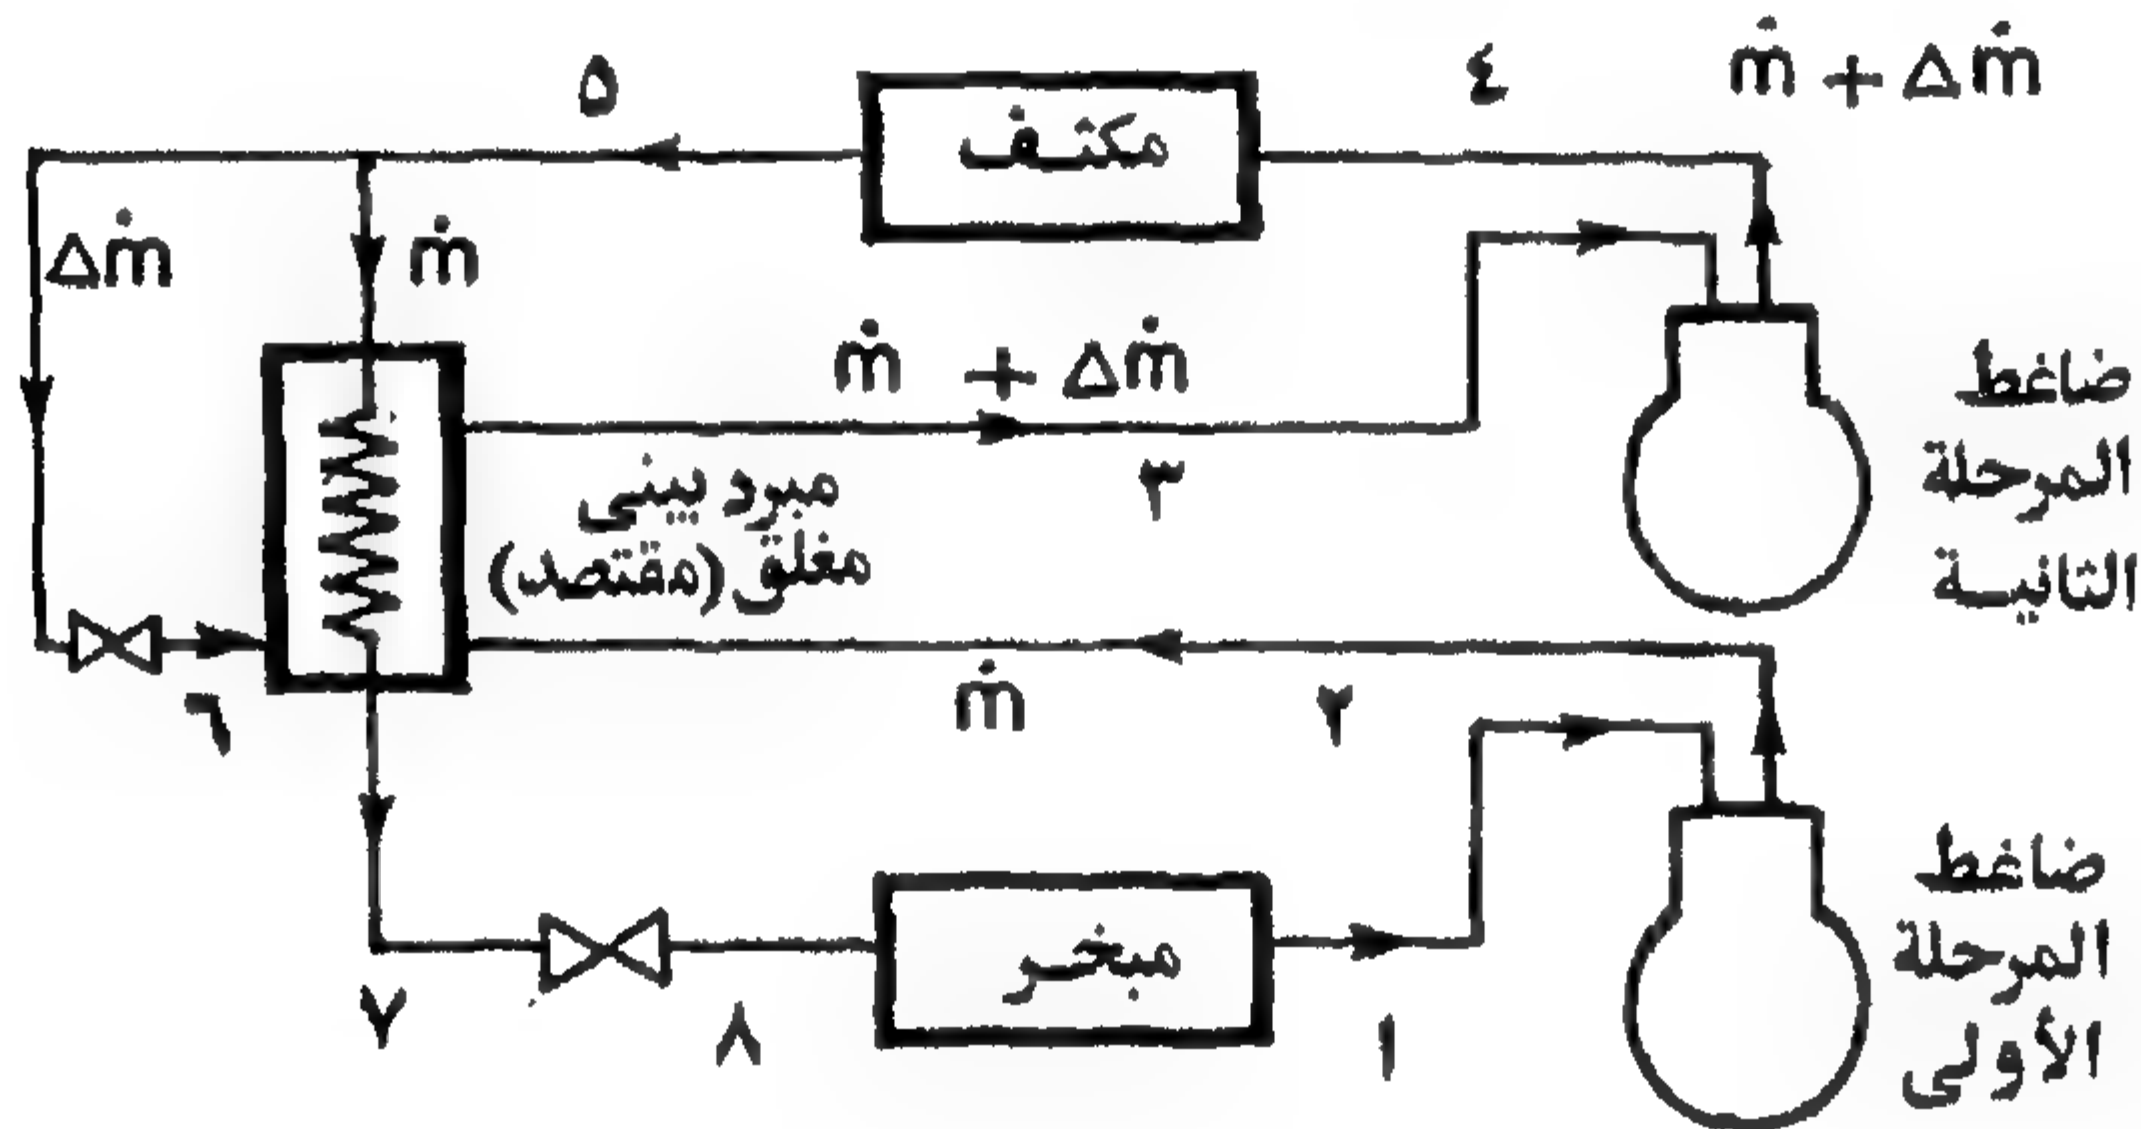 ٥
٤
ṁ + Δṁ
مكثف
Δṁ
ṁ
ṁ + Δṁ
٣
ضاغط
المرحلة
الثانية
مبرد بينى
مغلق (مقتصد)
ṁ
٢
٦
٧
٨
مبخر
١
ضاغط
المرحلة
الأولى